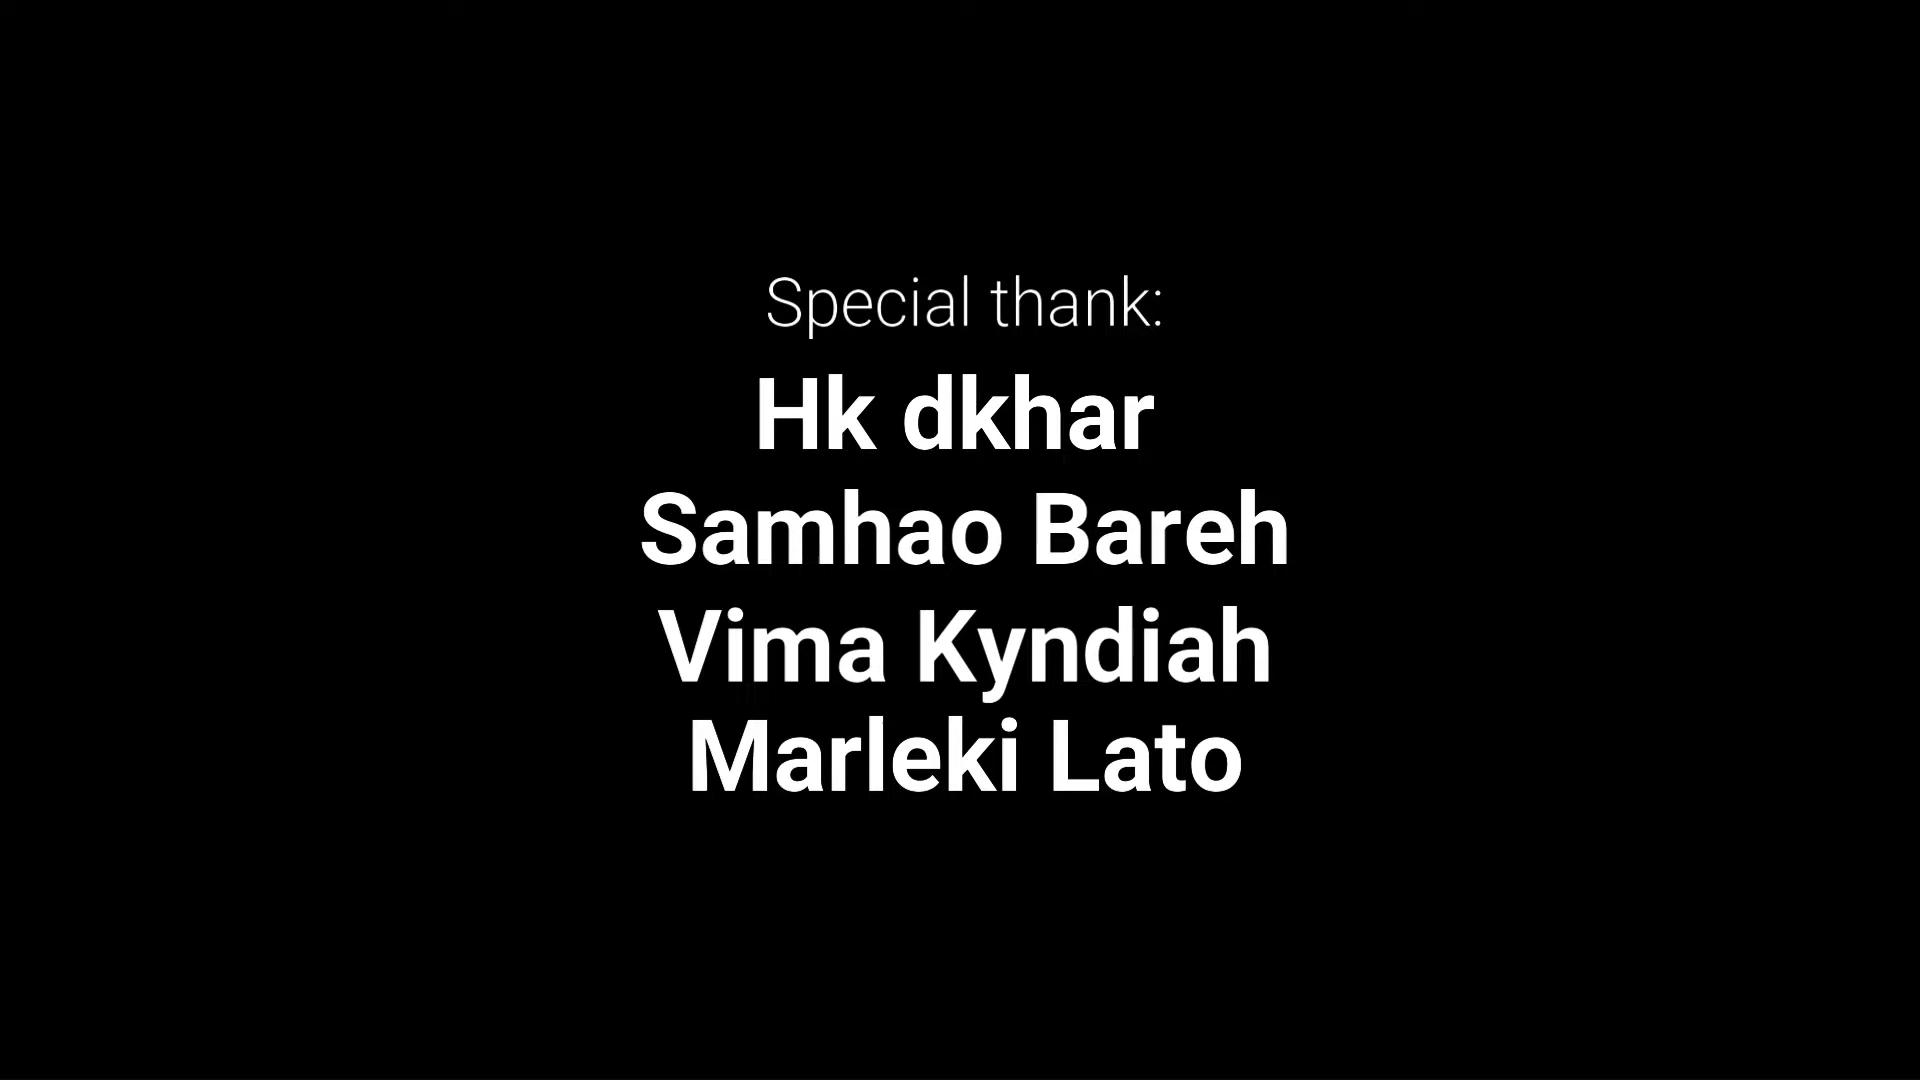 Special thank:
Hk dkhar
Samhao Bareh
Vima Kyndiah
Marleki Lato